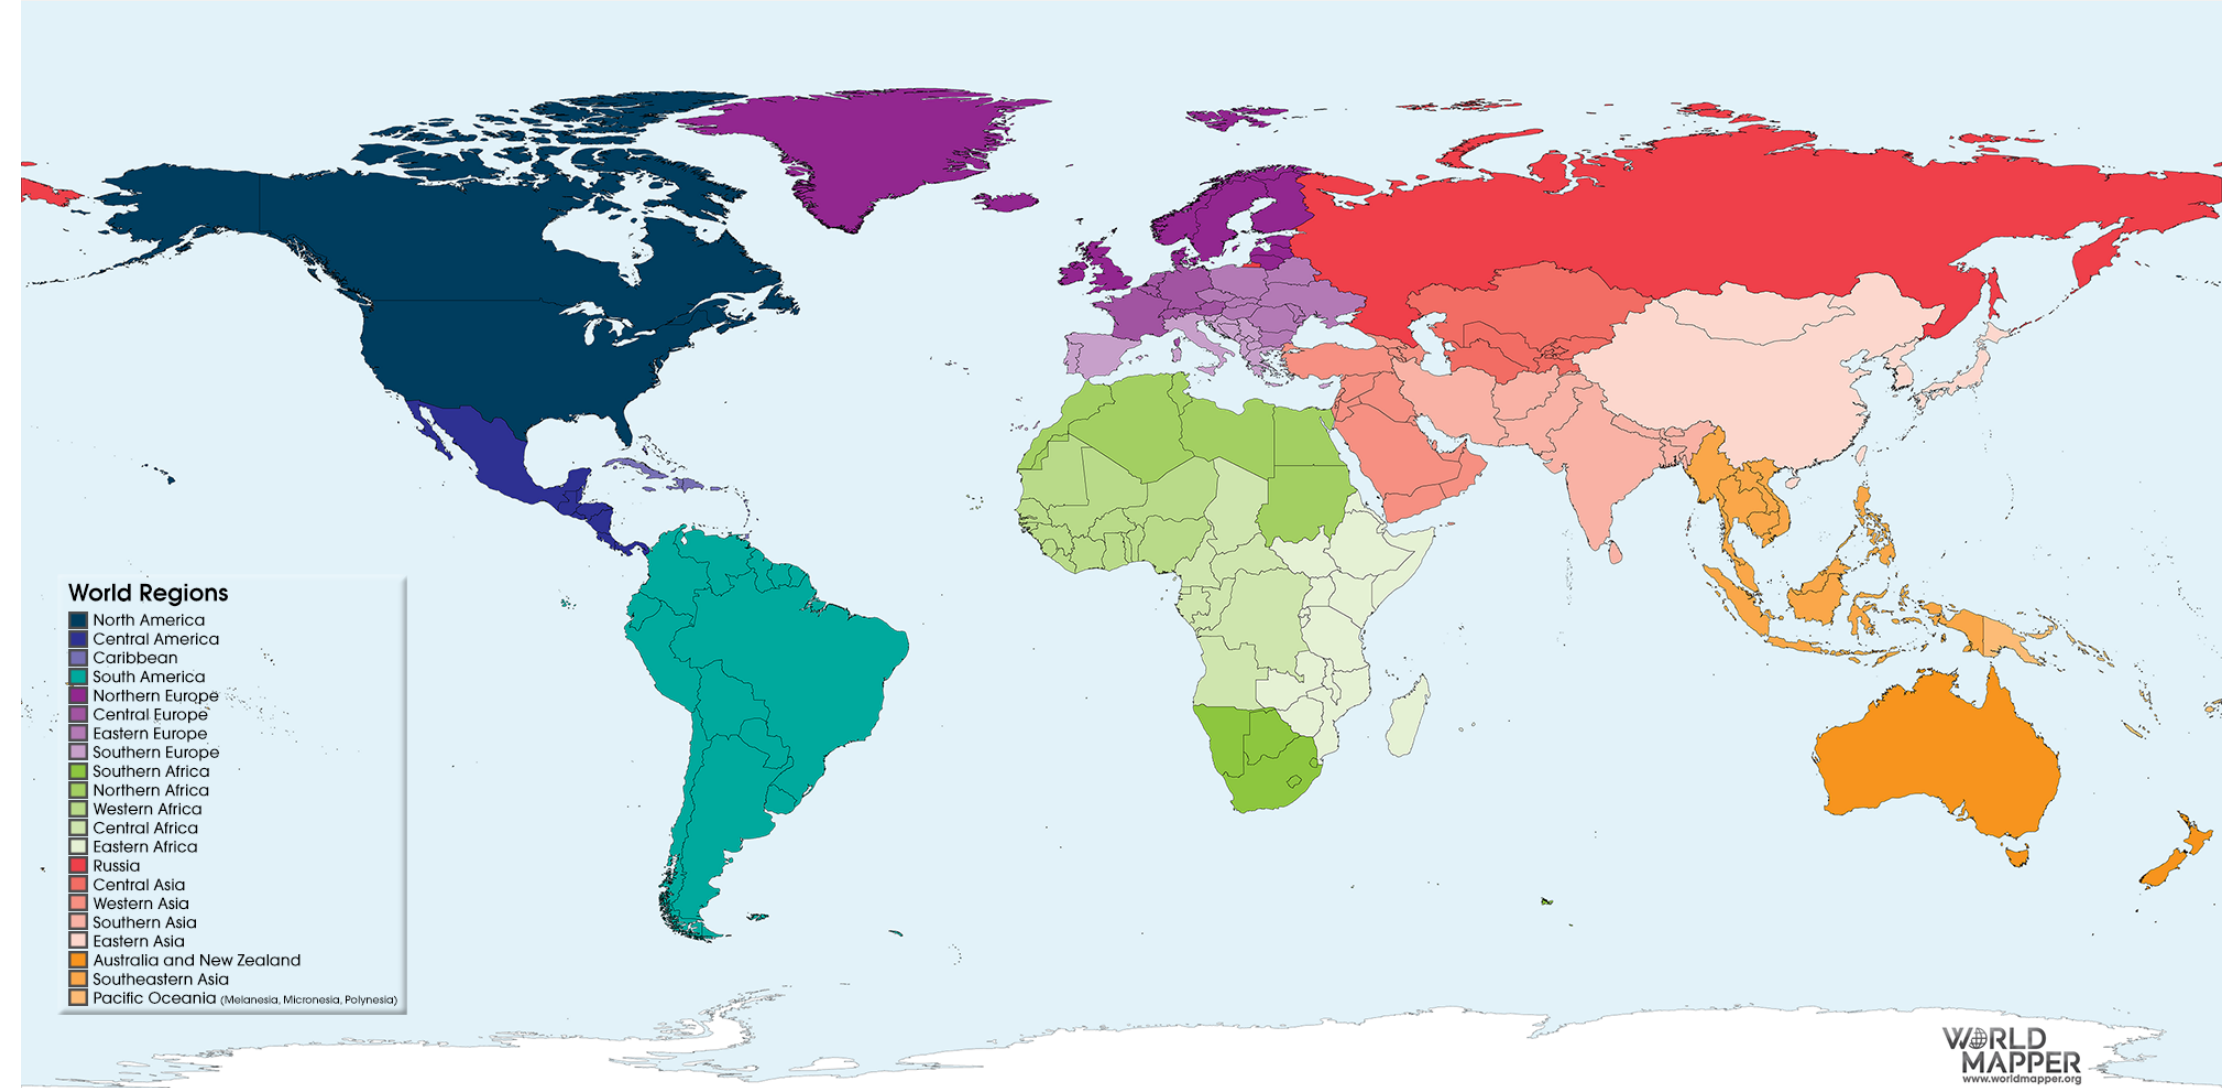 World Regions
North America
Central America
Caribbean
South America
Northern Europe
Central Europe
Eastern Europe
Southern Europe
Southern Africa
Northern Africa
Western Africa
Central Africa
Eastern Africa
Russia
Central Asia
Western Asia
Southern Asia
Eastern Asia
Australia and New Zealand
Southeastern Asia
Pacific Oceania (Melanesia, Micronesia, Polynesia)
WORLD
MAPPER
www.worldmapper.org